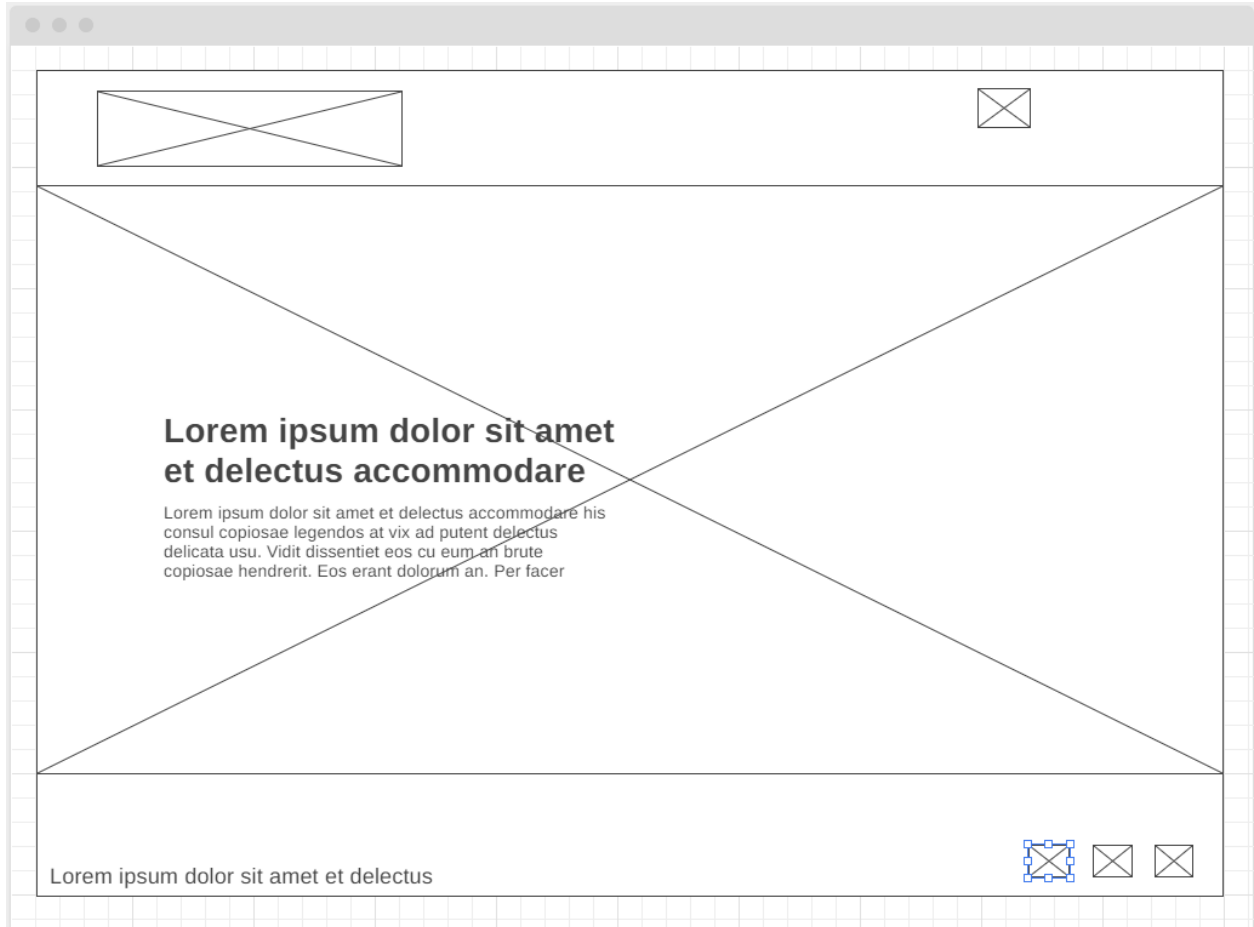 Lorem ipsum dolor sit amet
et delectus accommodare
Lorem ipsum dolor sit amet et delectus accommodare his
consul copiosae legendos at vix ad putent delectus
delicata usu. Vidit dissentiet eos cu eum an brute
copiosae hendrerit. Eos erant dolorum an. Per facer
Lorem ipsum dolor sit amet et delectus